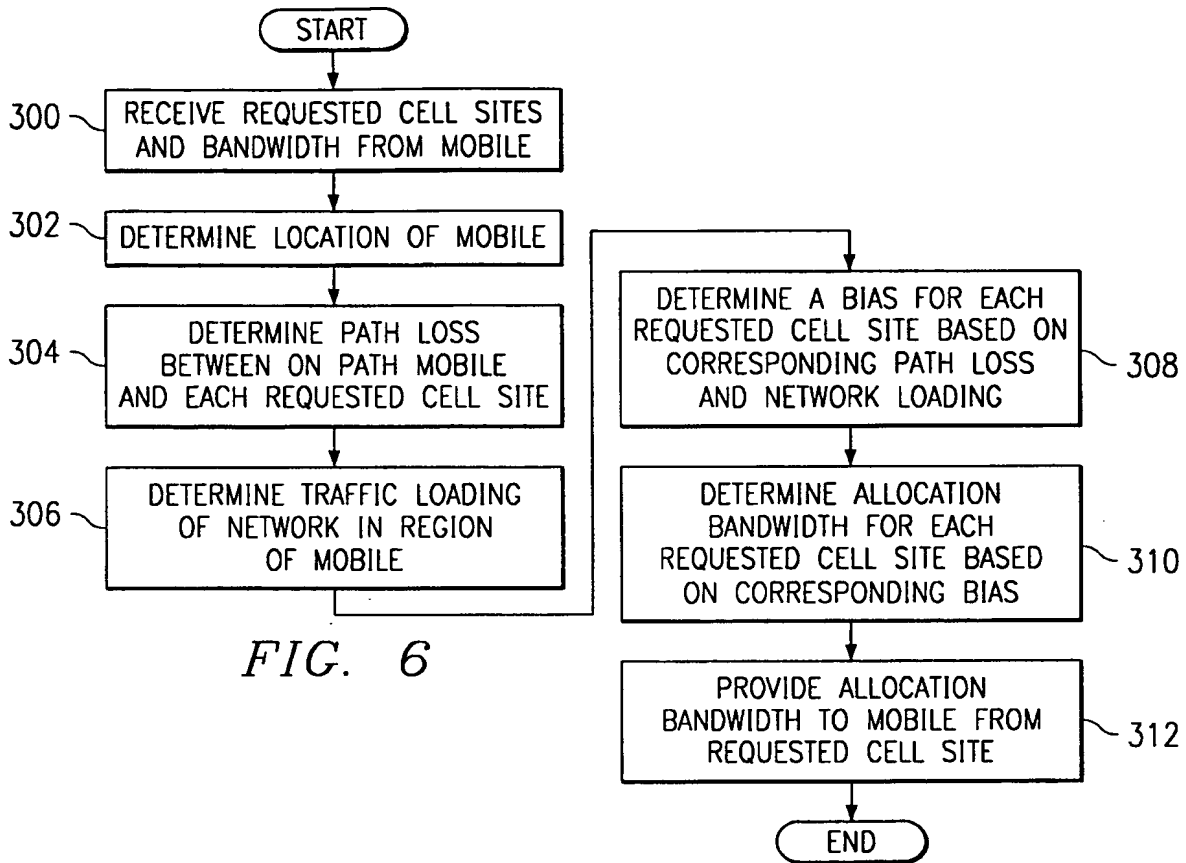 START
300
RECEIVE REQUESTED CELL SITES
AND BANDWIDTH FROM MOBILE
302
DETERMINE LOCATION OF MOBILE
304
DETERMINE PATH LOSS
BETWEEN ON PATH MOBILE
AND EACH REQUESTED CELL SITE
306
DETERMINE TRAFFIC LOADING
OF NETWORK IN REGION
OF MOBILE
DETERMINE A BIAS FOR EACH
REQUESTED CELL SITE BASED ON
CORRESPONDING PATH LOSS
AND NETWORK LOADING
308
DETERMINE ALLOCATION
BANDWIDTH FOR EACH
REQUESTED CELL SITE BASED
ON CORRESPONDING BIAS
310
PROVIDE ALLOCATION
BANDWIDTH TO MOBILE FROM
REQUESTED CELL SITE
312
END
FIG. 6